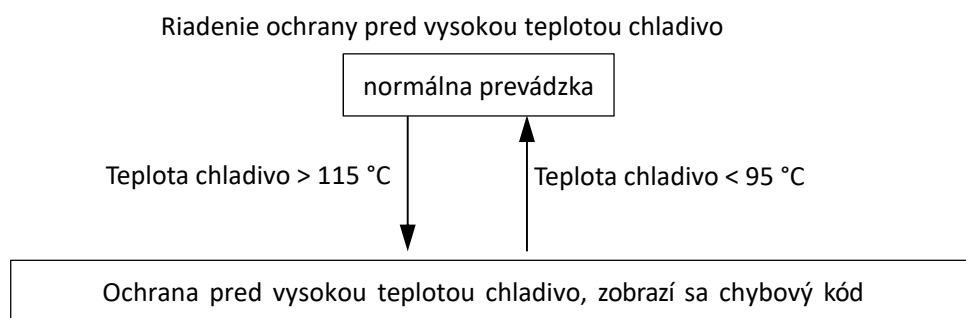 Riadenie ochrany pred vysokou teplotou chladivo
normálna prevádzka
Teplota chladivo > 115 °C
Teplota chladivo < 95 °C
Ochrana pred vysokou teplotou chladivo, zobrazí sa chybový kód